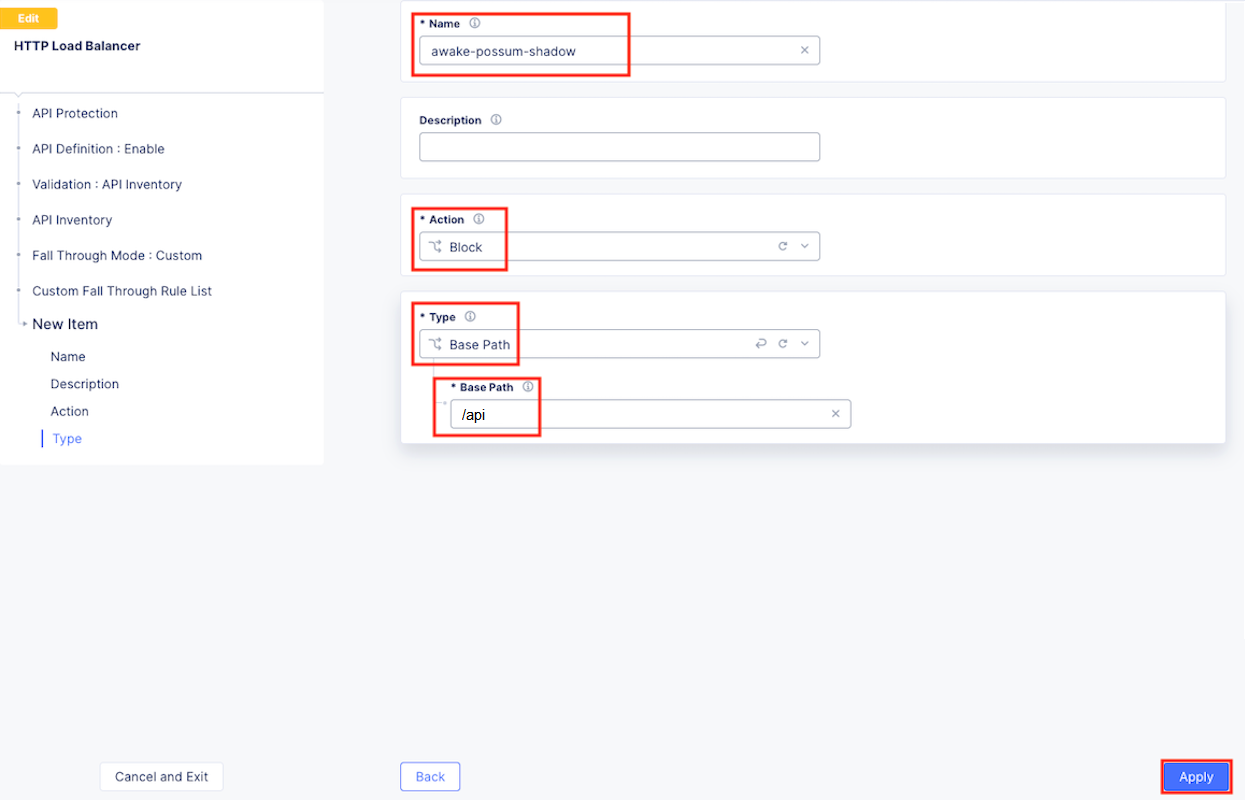 Edit
HTTP Load Balancer
API Protection
API Definition : Enable
Validation : API Inventory
API Inventory
Fall Through Mode : Custom
Custom Fall Through Rule List
New Item
Name
Description
Action
Type
* Name
awake-possum-shadow
Description
* Action
Block
* Type
Base Path
* Base Path
/api
Cancel and Exit
Back
Apply